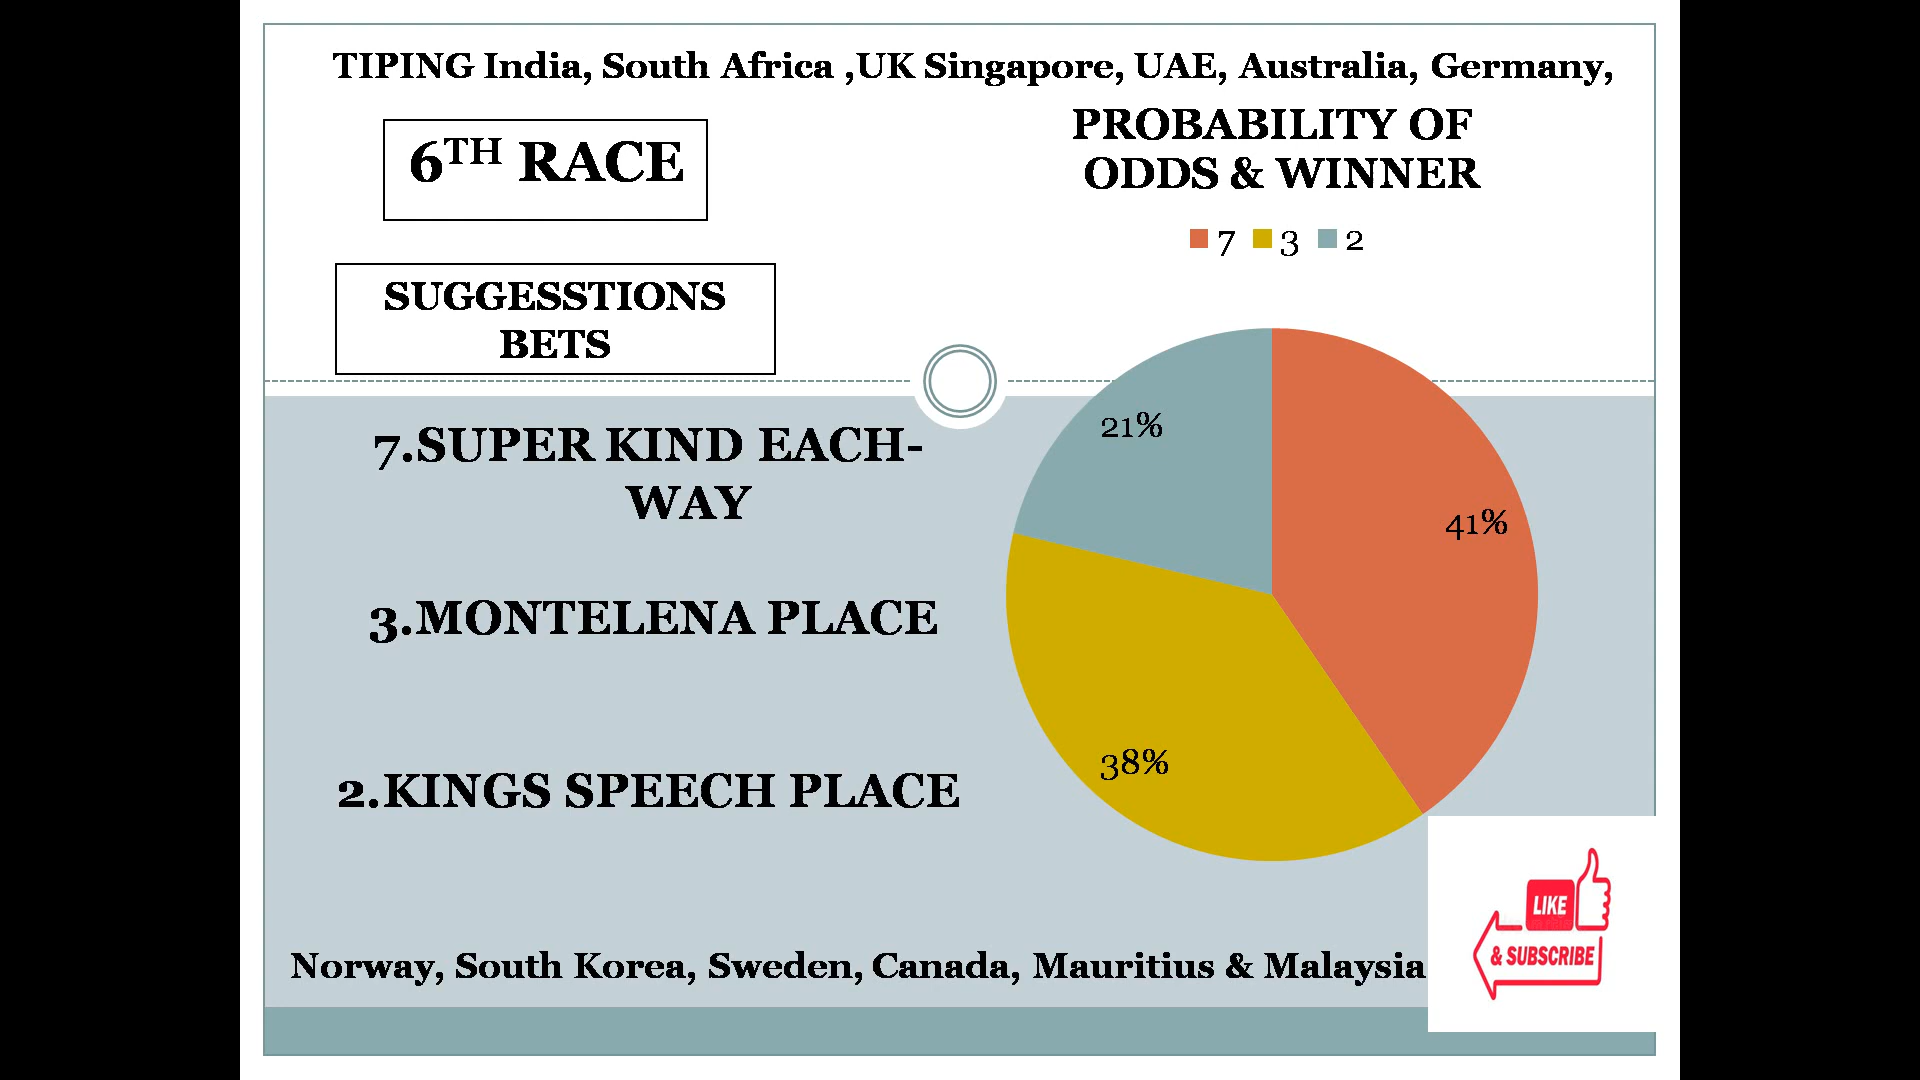 TIPING India, South Africa ,UK Singapore, UAE, Australia, Germany,
6TH RACE
SUGGESSTIONS
BETS
7.SUPER KIND EACH-
WAY
3.MONTELENA PLACE
2.KINGS SPEECH PLACE
PROBABILITY OF
ODDS & WINNER
7 3 2
21%
41%
38%
Norway, South Korea, Sweden, Canada, Mauritius & Malaysia
LIKE
& SUBSCRIBE